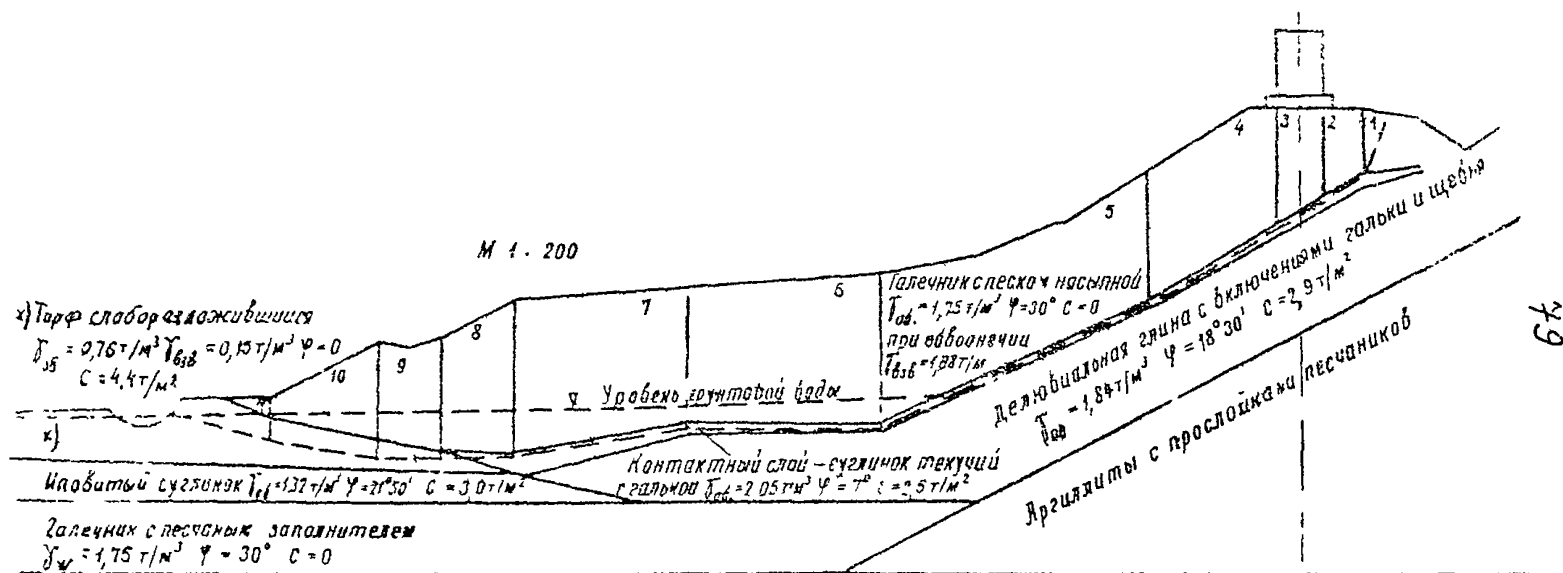 М 1:200
4
3
2
1
5
6
7
8
9
10
х) Торф слаборазложившийся
= 0,76 т/м³ γвзв = 0,15 т/м³ φ = 0
С = 4,4 т/м²
х)
Галечник с песком насыпной
γоб. = 1,75 т/м³ φ = 30° С = 0
при обводнении
γвзв = 1,88 т/м
Уровень грунтовой воды
Делювиальная глина с включениями гальки и щебня
γоб = 1,84 т/м³ φ = 18°30' С = 2,9 т/м²
Аргиллиты с прослойками песчаников
Контактный слой – суглинок текучий
с галькой γоб. = 2.05 т/м³ φ = 7°
Иловитый суглинок = 1,32 т/м³ φ = 21°50' С = 3,0 т/м²
Галечник с песчаным заполнителем
= 1,75 т/м³ φ = 30° С = 0
79